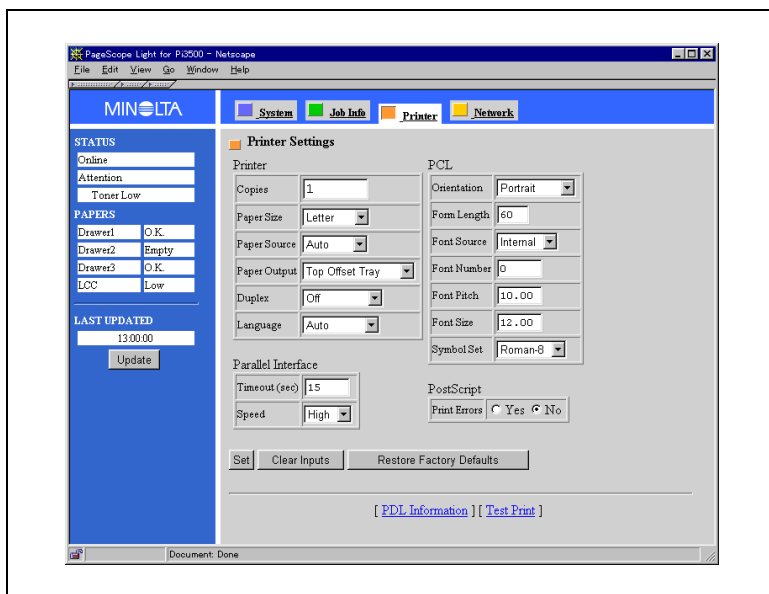 PageScope Light for Pi3500 - Netscape
File Edit View Go Window Help
MINOLTA
System Job Info Printer Network
STATUS
Online
Attention
Toner Low
PAPERS
Drawer1 O.K.
Drawer2 Empty
Drawer3 O.K.
LCC Low
LAST UPDATED
13:00:00
Update
Printer Settings
Printer
Copies 1
Paper Size Letter
Paper Source Auto
Paper Output Top Offset Tray
Duplex Off
Language Auto
Parallel Interface
Timeout (sec) 15
Speed High
PCL
Orientation Portrait
Form Length 60
Font Source Internal
Font Number 0
Font Pitch 10.00
Font Size 12.00
Symbol Set Roman-8
PostScript
Print Errors Yes No
Set Clear Inputs Restore Factory Defaults
[ PDL Information ] [ Test Print ]
Document: Done